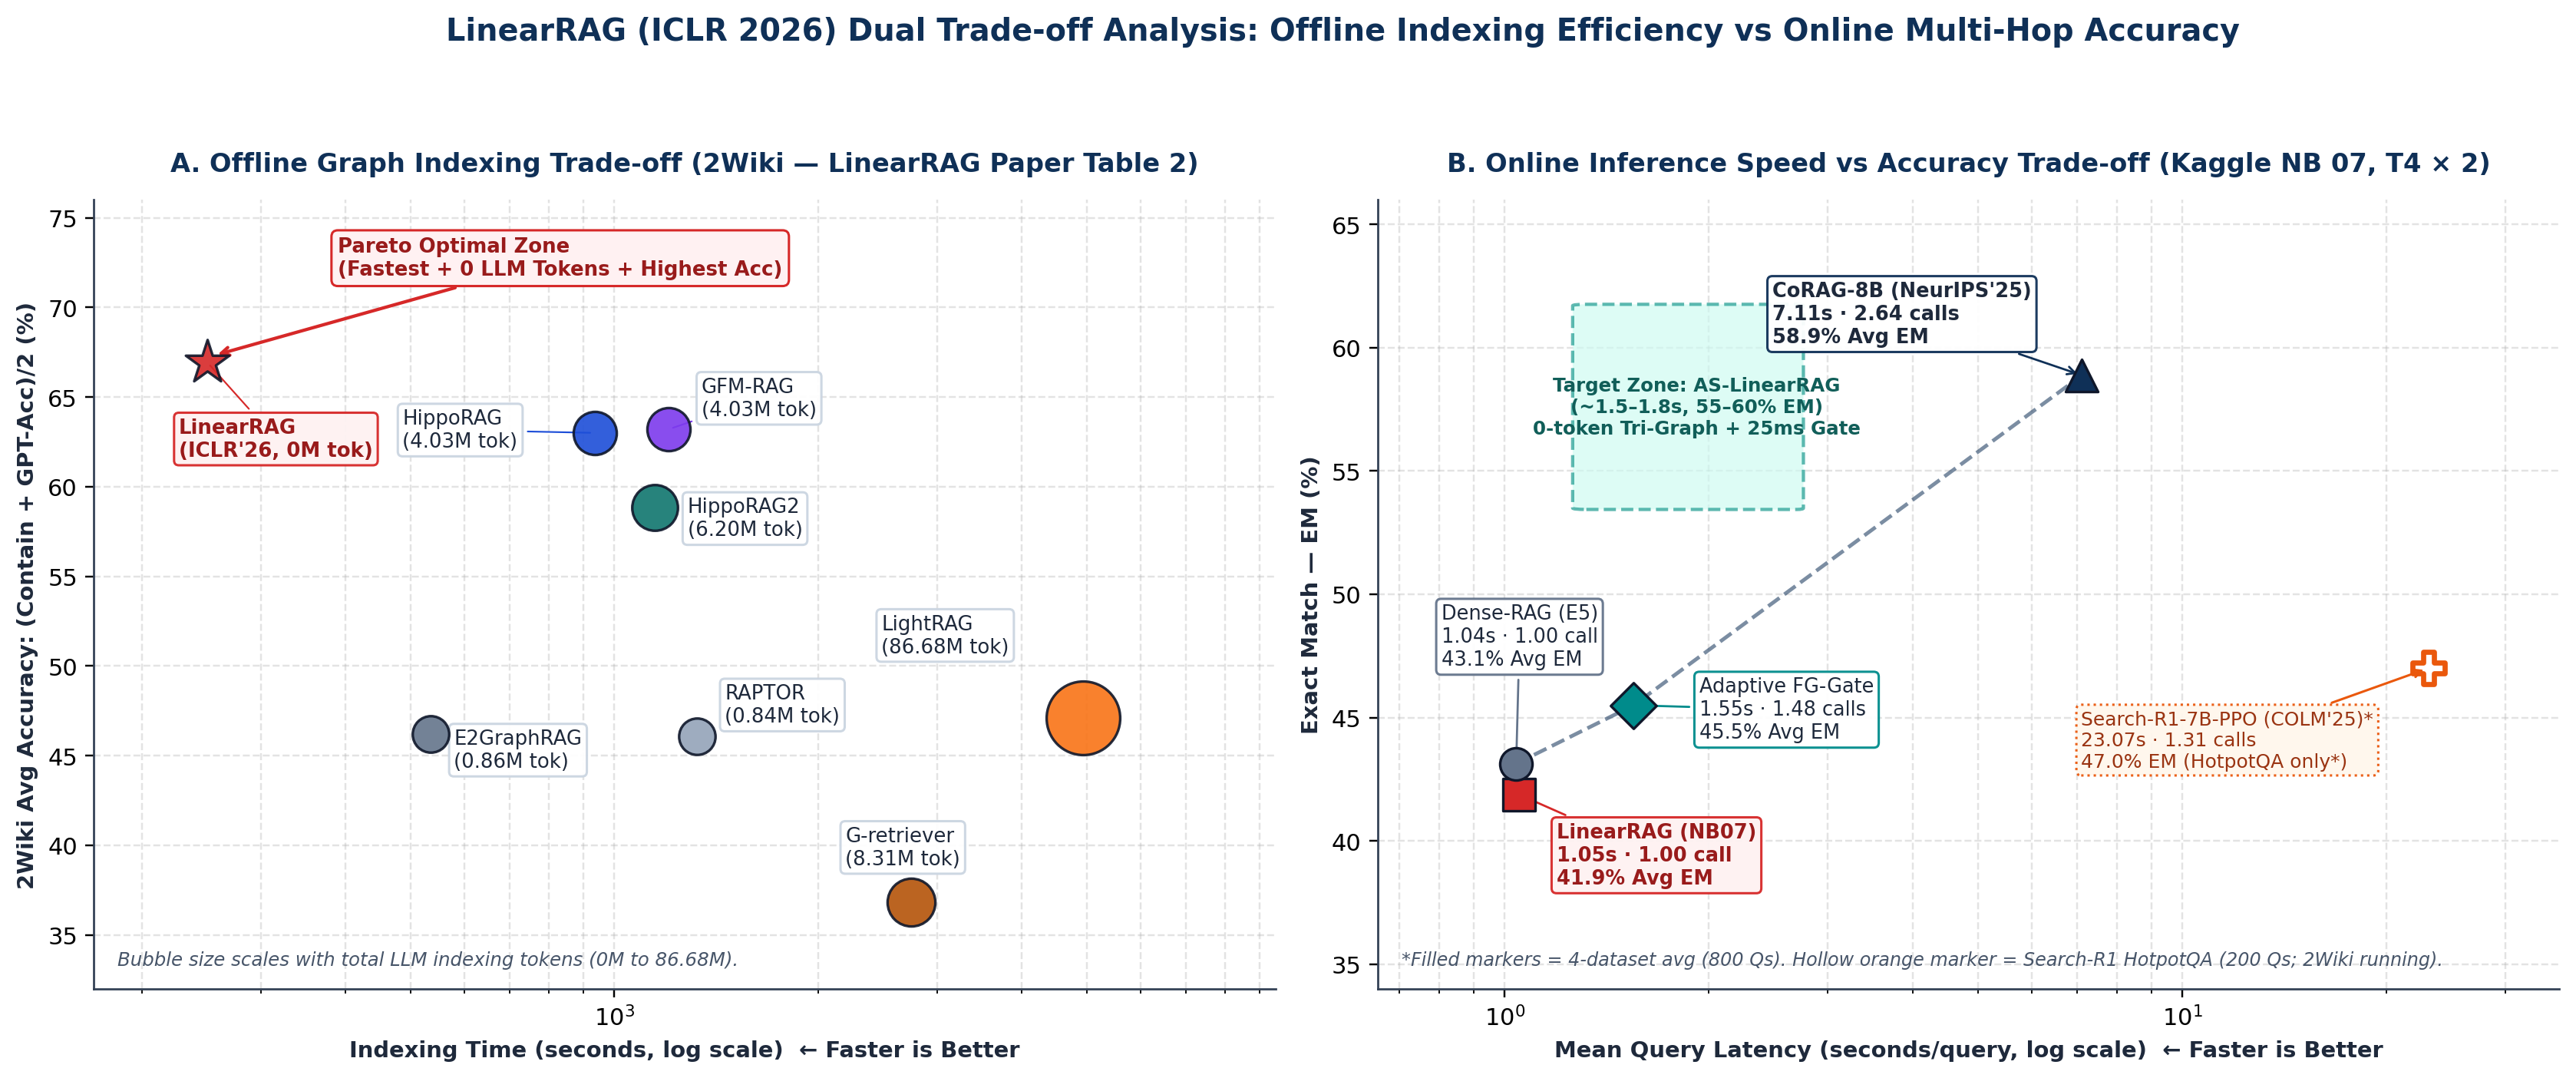 LinearRAG (ICLR 2026) Dual Trade-off Analysis: Offline Indexing Efficiency vs Online Multi-Hop Accuracy
A. Offline Graph Indexing Trade-off (2Wiki — LinearRAG Paper Table 2)
2Wiki Avg Accuracy: (Contain + GPT-Acc)/2 (%)
75
70
65
60
55
50
45
40
35
Pareto Optimal Zone
(Fastest + 0 LLM Tokens + Highest Acc)
LinearRAG
(ICLR'26, 0M tok)
HippoRAG
(4.03M tok)
GFM-RAG
(4.03M tok)
HippoRAG2
(6.20M tok)
LightRAG
(86.68M tok)
RAPTOR
(0.84M tok)
E2GraphRAG
(0.86M tok)
G-retriever
(8.31M tok)
Bubble size scales with total LLM indexing tokens (0M to 86.68M).
10³
Indexing Time (seconds, log scale) ← Faster is Better
B. Online Inference Speed vs Accuracy Trade-off (Kaggle NB 07, T4 × 2)
Exact Match — EM (%)
65
60
55
50
45
40
35
CoRAG-8B (NeurIPS'25)
7.11s · 2.64 calls
58.9% Avg EM
Target Zone: AS-LinearRAG
(~1.5–1.8s, 55–60% EM)
0-token Tri-Graph + 25ms Gate
Dense-RAG (E5)
1.04s · 1.00 call
43.1% Avg EM
Adaptive FG-Gate
1.55s · 1.48 calls
45.5% Avg EM
Search-R1-7B-PPO (COLM'25)*
23.07s · 1.31 calls
47.0% EM (HotpotQA only*)
LinearRAG (NB07)
1.05s · 1.00 call
41.9% Avg EM
*Filled markers = 4-dataset avg (800 Qs). Hollow orange marker = Search-R1 HotpotQA (200 Qs; 2Wiki running).
10⁰
10¹
Mean Query Latency (seconds/query, log scale) ← Faster is Better